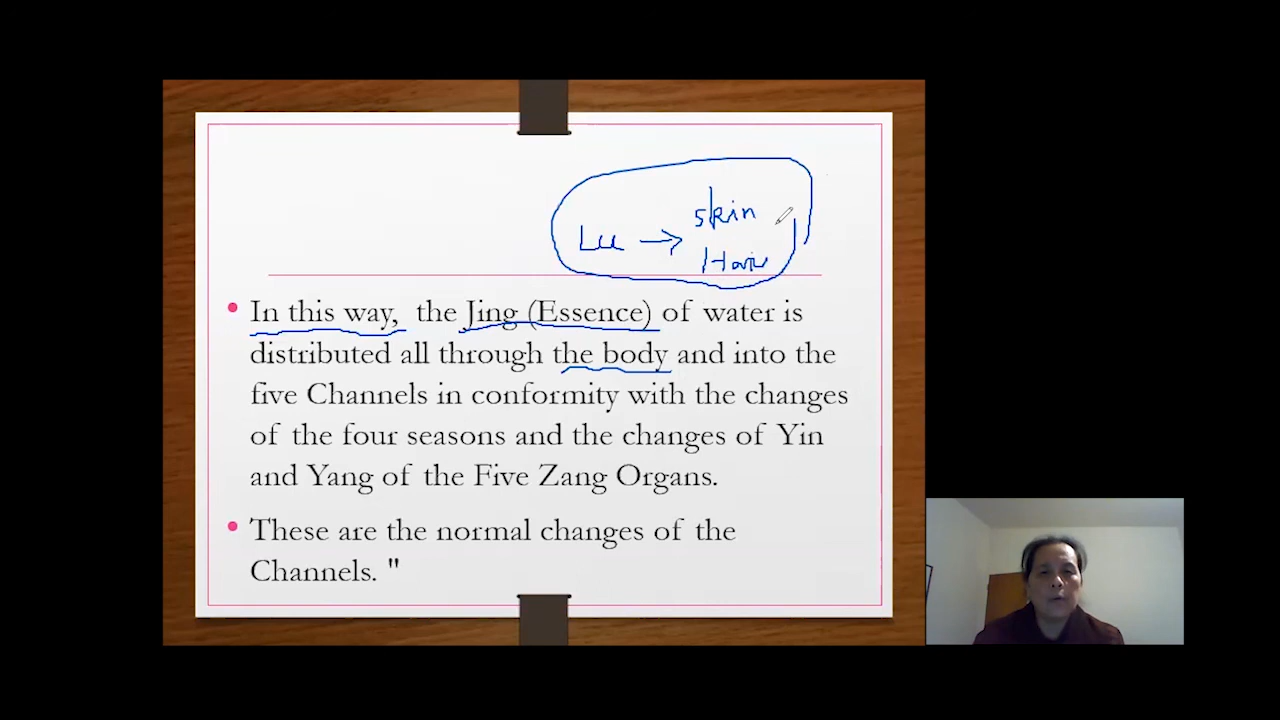 skin
Lu → Hair
• In this way, the Jing (Essence) of water is
distributed all through the body and into the
five Channels in conformity with the changes
of the four seasons and the changes of Yin
and Yang of the Five Zang Organs.
• These are the normal changes of the
Channels. "